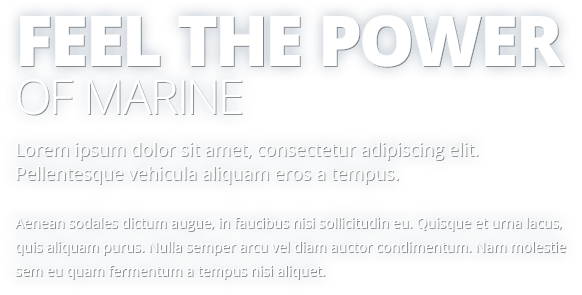 FEEL THE POWER
OF MARINE
Lorem ipsum dolor sit amet, consectetur adipiscing elit.
Pellentesque vehicula aliquam eros a tempus.
Aenean sodales dictum augue, in faucibus nisi sollicitudin eu. Quisque et urna lacus,
quis aliquam purus. Nulla semper arcu vel diam auctor condimentum. Nam molestie
sem eu quam fermentum a tempus nisi aliquet.